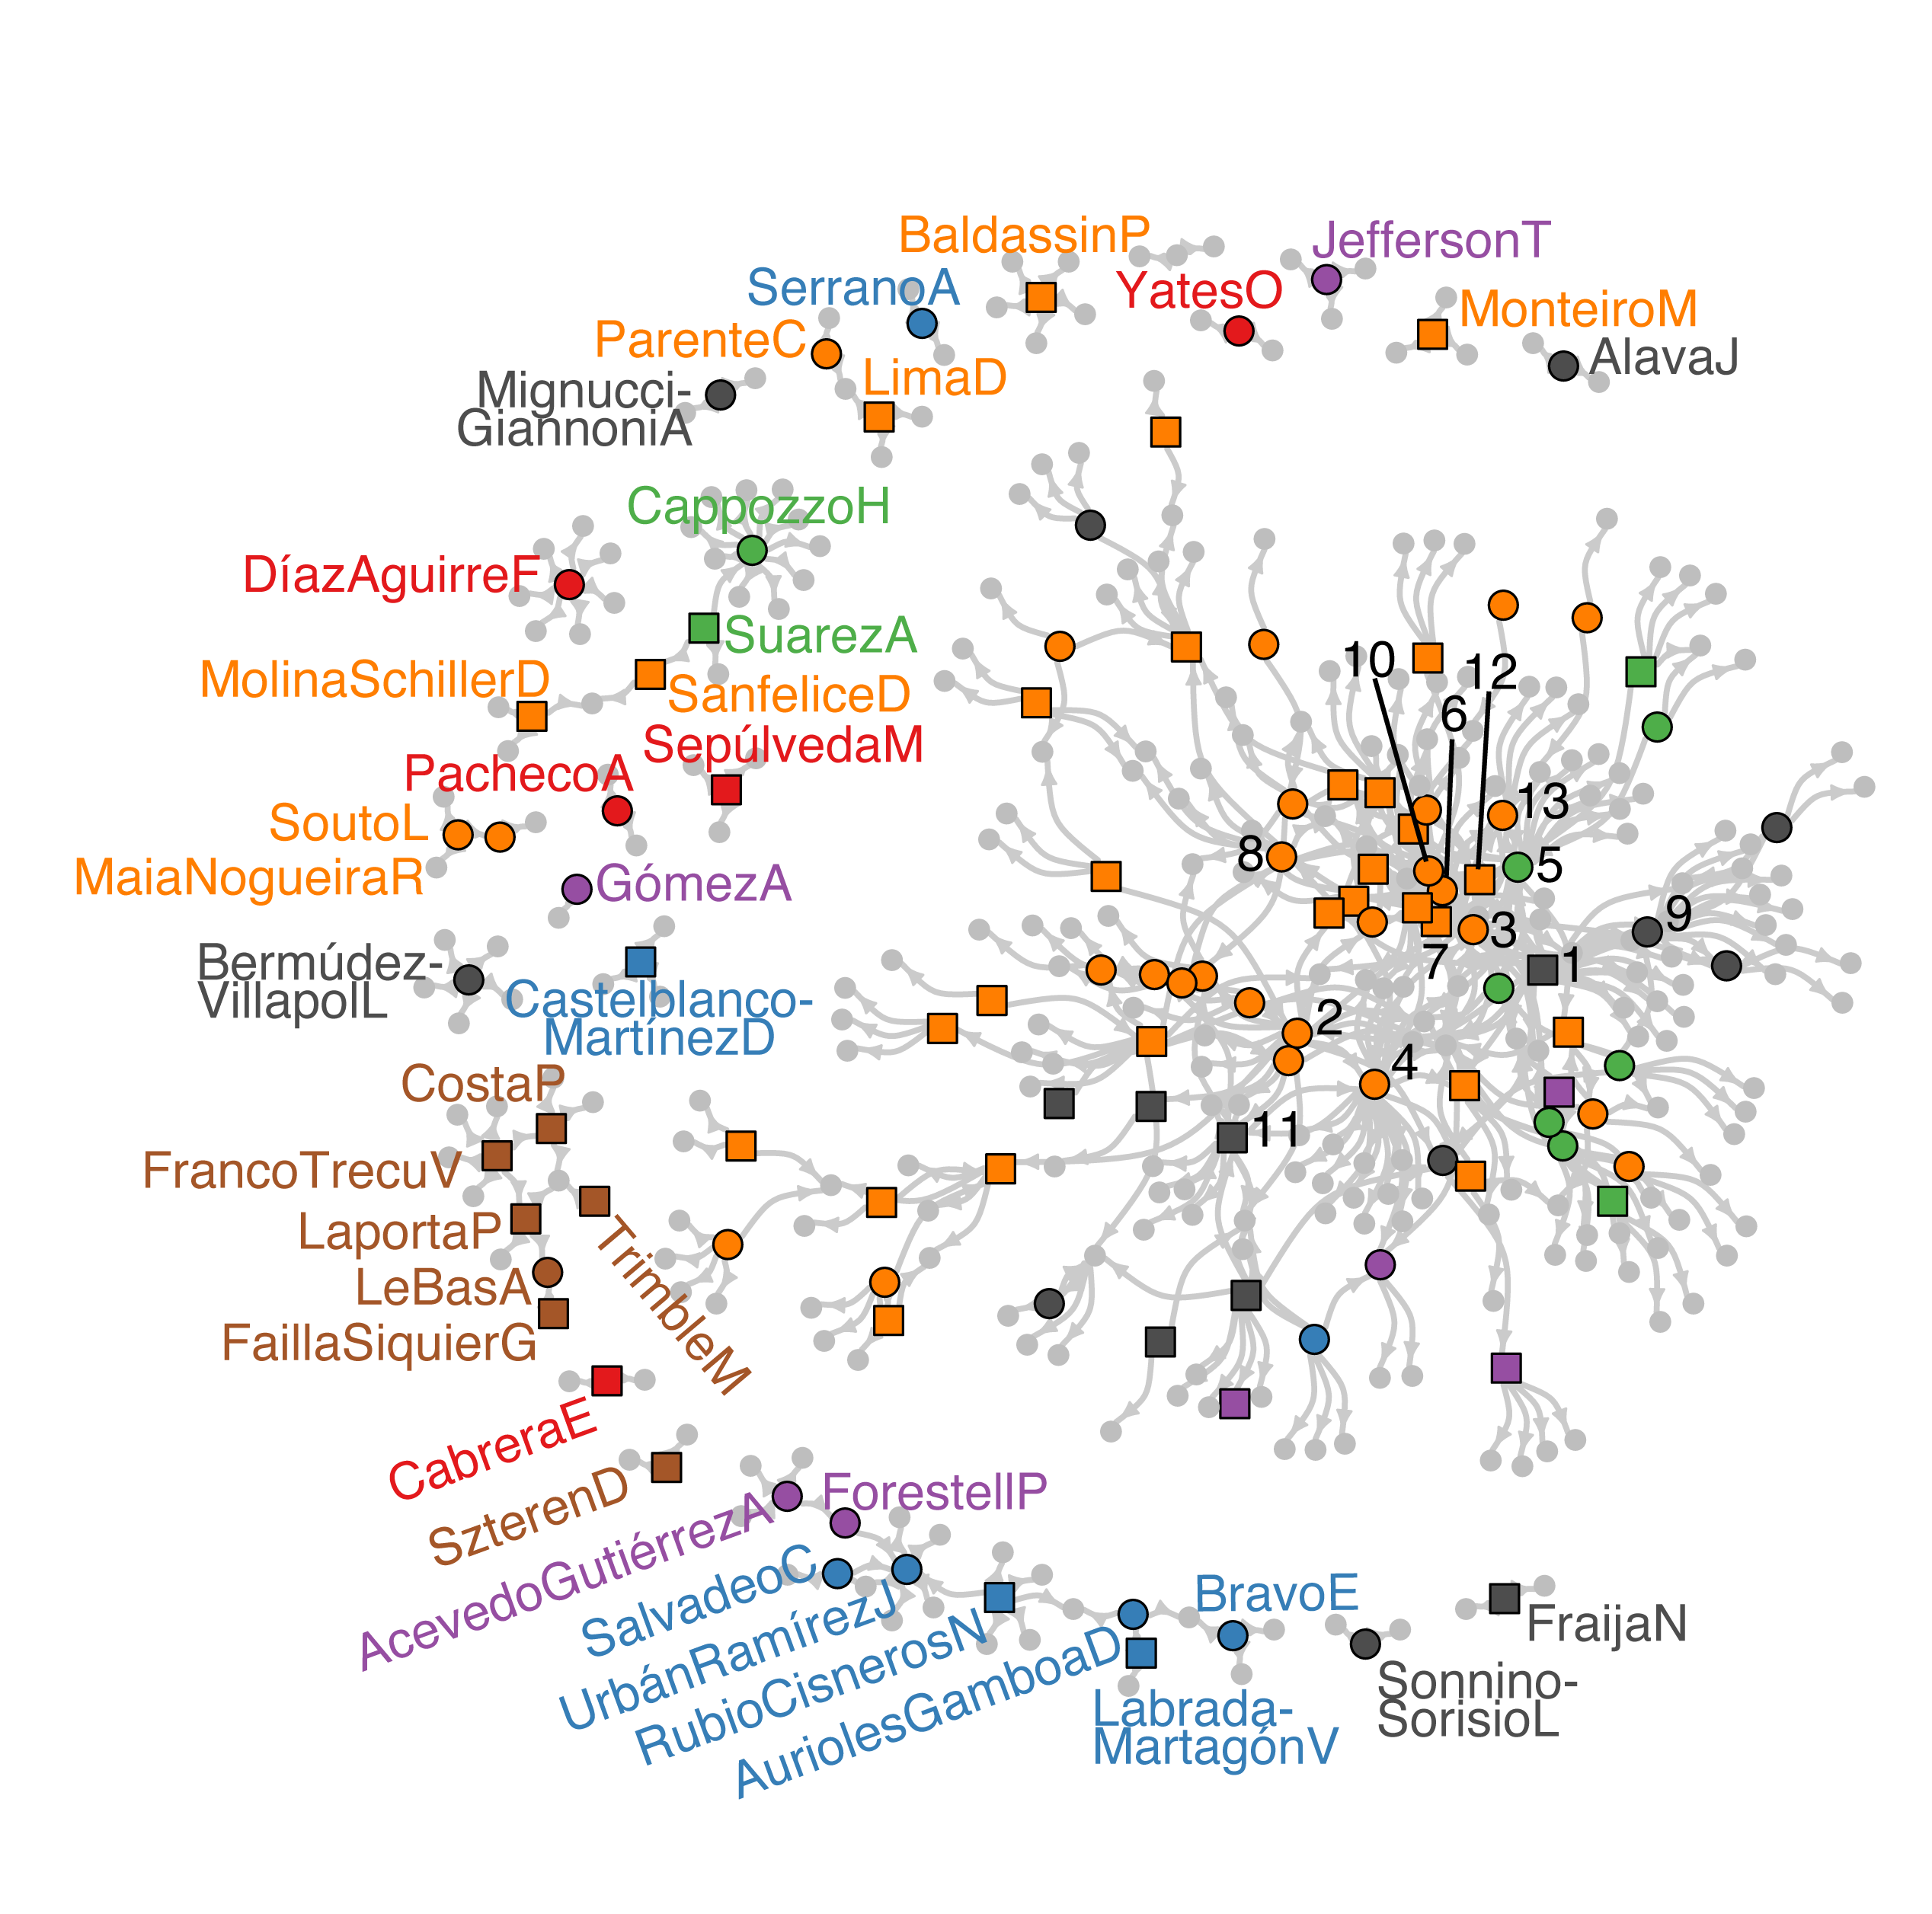 BaldassinP
JeffersonT
SerranoA
YatesO
MonteiroM
ParenteC
AlavaJ
LimaD
Mignucci-
GiannoniA
CappozzoH
DíazAguirreF
SuarezA
10
12
MolinaSchillerD
SanfeliceD
6
SepúlvedaM
PachecoA
13
SoutoL
8
5
MaiaNogueiraR
GómezA
9
3
Bermúdez-
VillapolL
7
1
Castelblanco-
MartínezD
2
CostaP
4
11
FrancoTrecuV
LaportaP
TrimbleM
LeBasA
FaillaSiquierG
CabreraE
SzterenD
ForestellP
AcevedoGutiérrezA
SalvadeoC
UrbánRamírezJ
BravoE
RubioCisnerosN
FraijaN
AuriolesGamboaD
Sonnino-
SorisioL
Labrada-
MartagónV